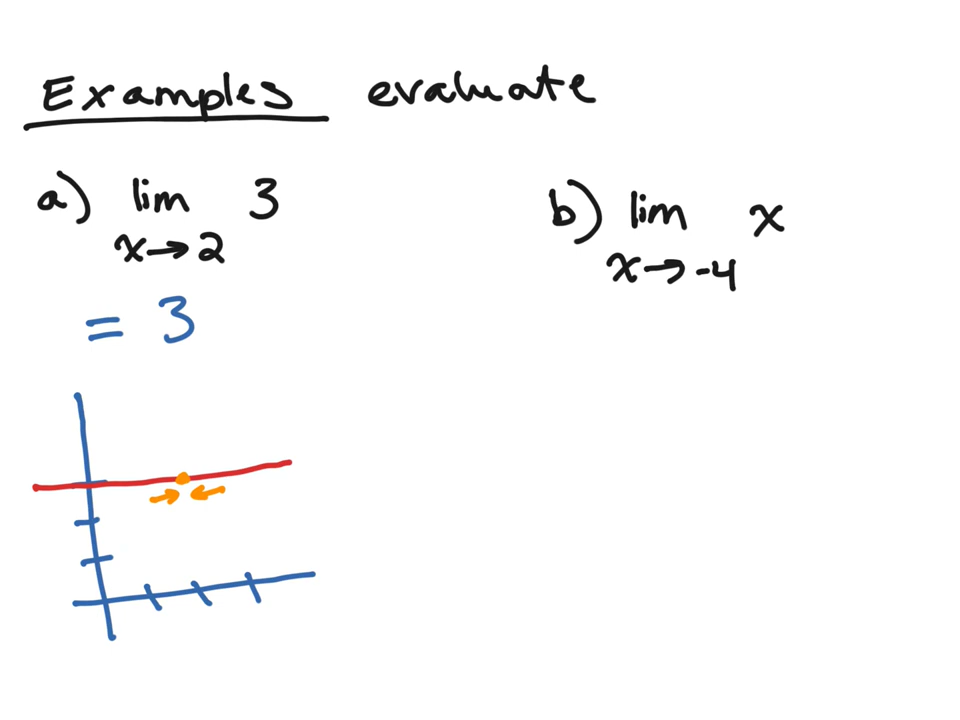 Examples evaluate
a) lim 3
x→2
= 3
b) lim x
x→-4